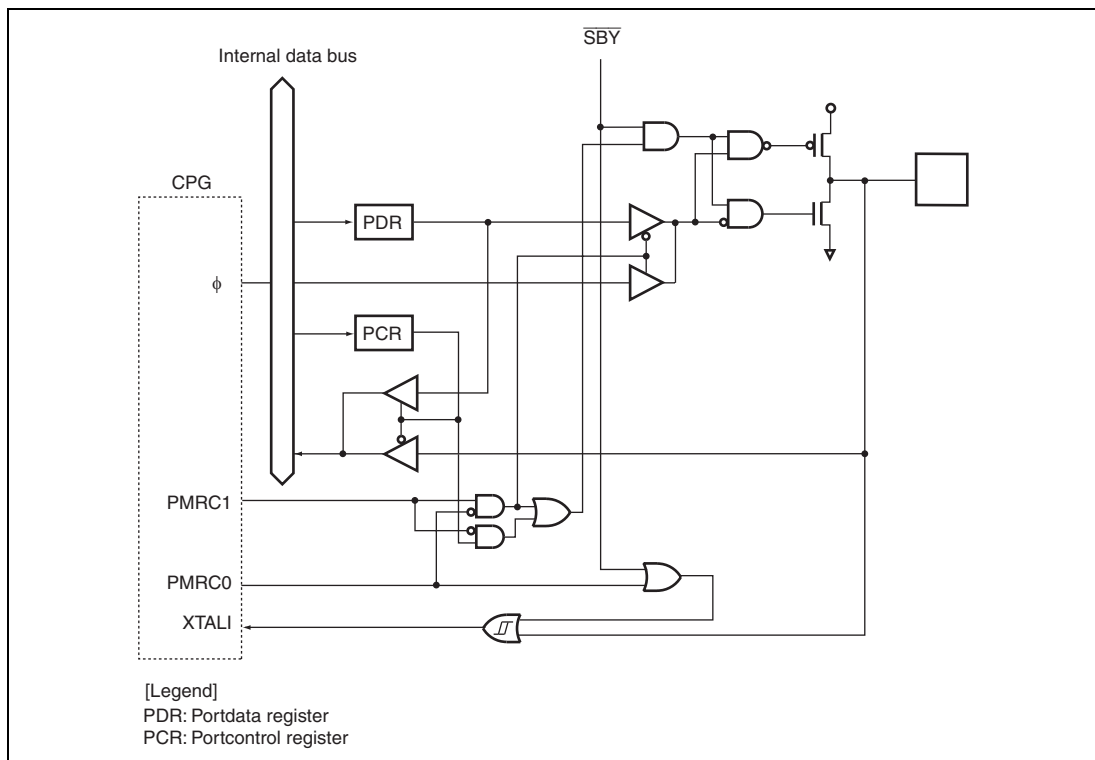 SBY
Internal data bus
CPG
PDR
ϕ
PCR
PMRC1
PMRC0
XTALI
[Legend]
PDR: Portdata register
PCR: Portcontrol register